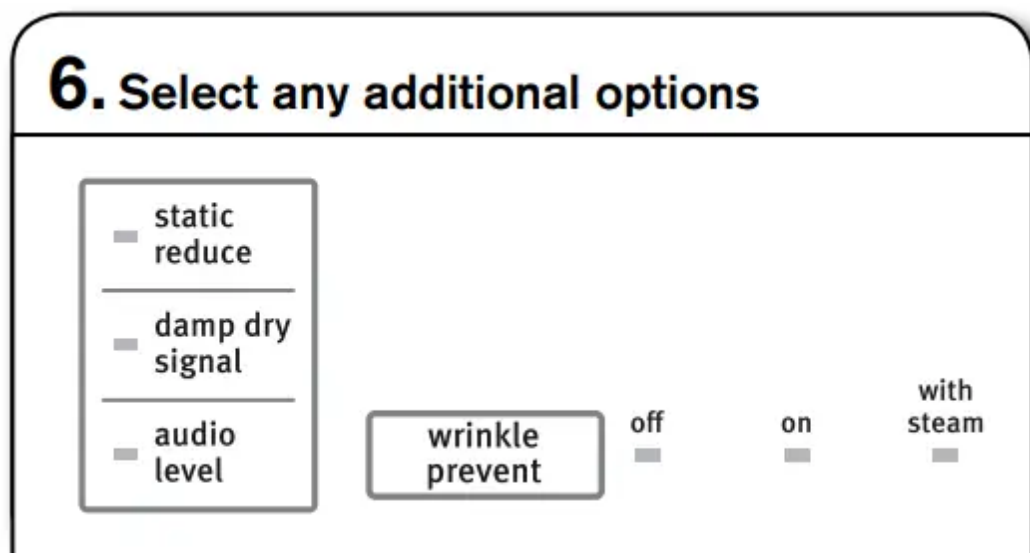 6. Select any additional options
static
reduce
damp dry
signal
audio
level
wrinkle
prevent
off
on
with
steam